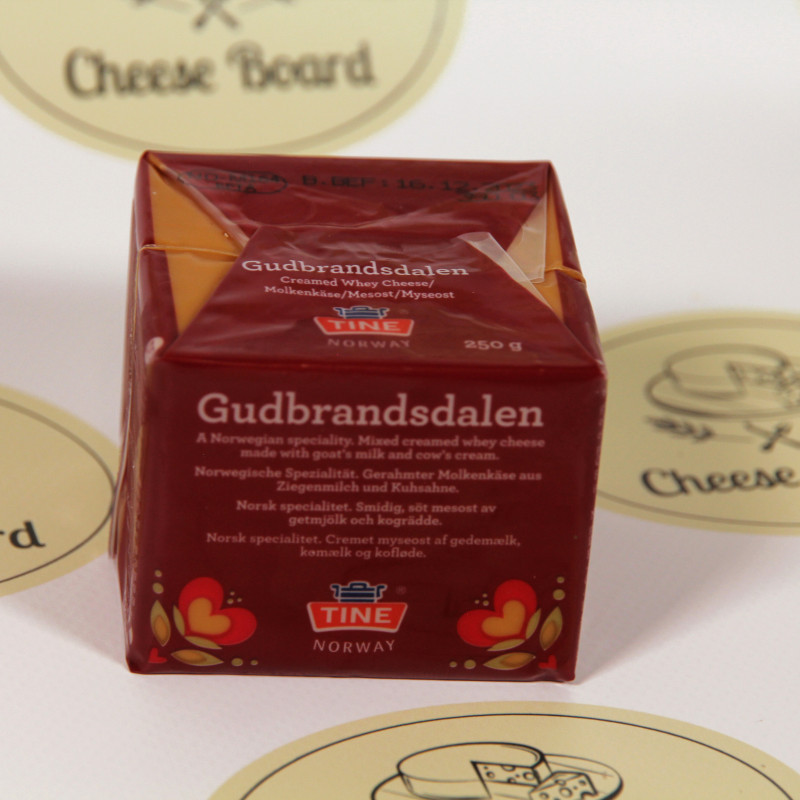 Cheese Board
Gudbrandsdalen
Creamed Whey Cheese/
Molkenkäse/Mesost/Myseost
TINE
NORWAY
250 g
Gudbrandsdalen
A Norwegian speciality. Mixed creamed whey cheese
made with goat's milk and cow's cream.
Norwegische Spezialität. Gerahmter Molkenkäse aus
Ziegenmilch und Kuhsahne.
Norsk specialitet. Smidig, söt mesost av
getmjölk och kogrädde.
Norsk specialitet. Cremet myseost af gedemælk,
komælk og kofløde.
TINE
NORWAY
Cheese
rd